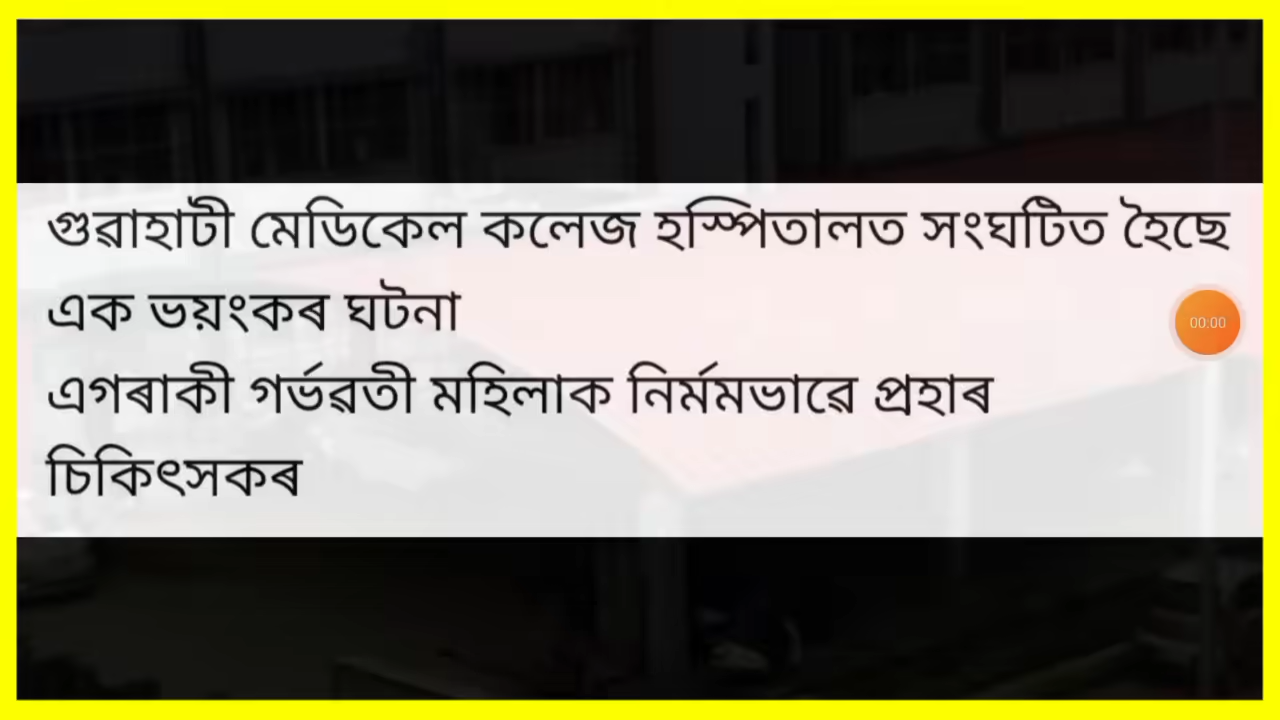 গুৱাহাটী মেডিকেল কলেজ হস্পিতালত সংঘটিত হৈছে
এক ভয়ংকৰ ঘটনা
00:00
এগৰাকী গৰ্ভৱতী মহিলাক নিৰ্মমভাৱে প্ৰহাৰ
চিকিৎসকৰ